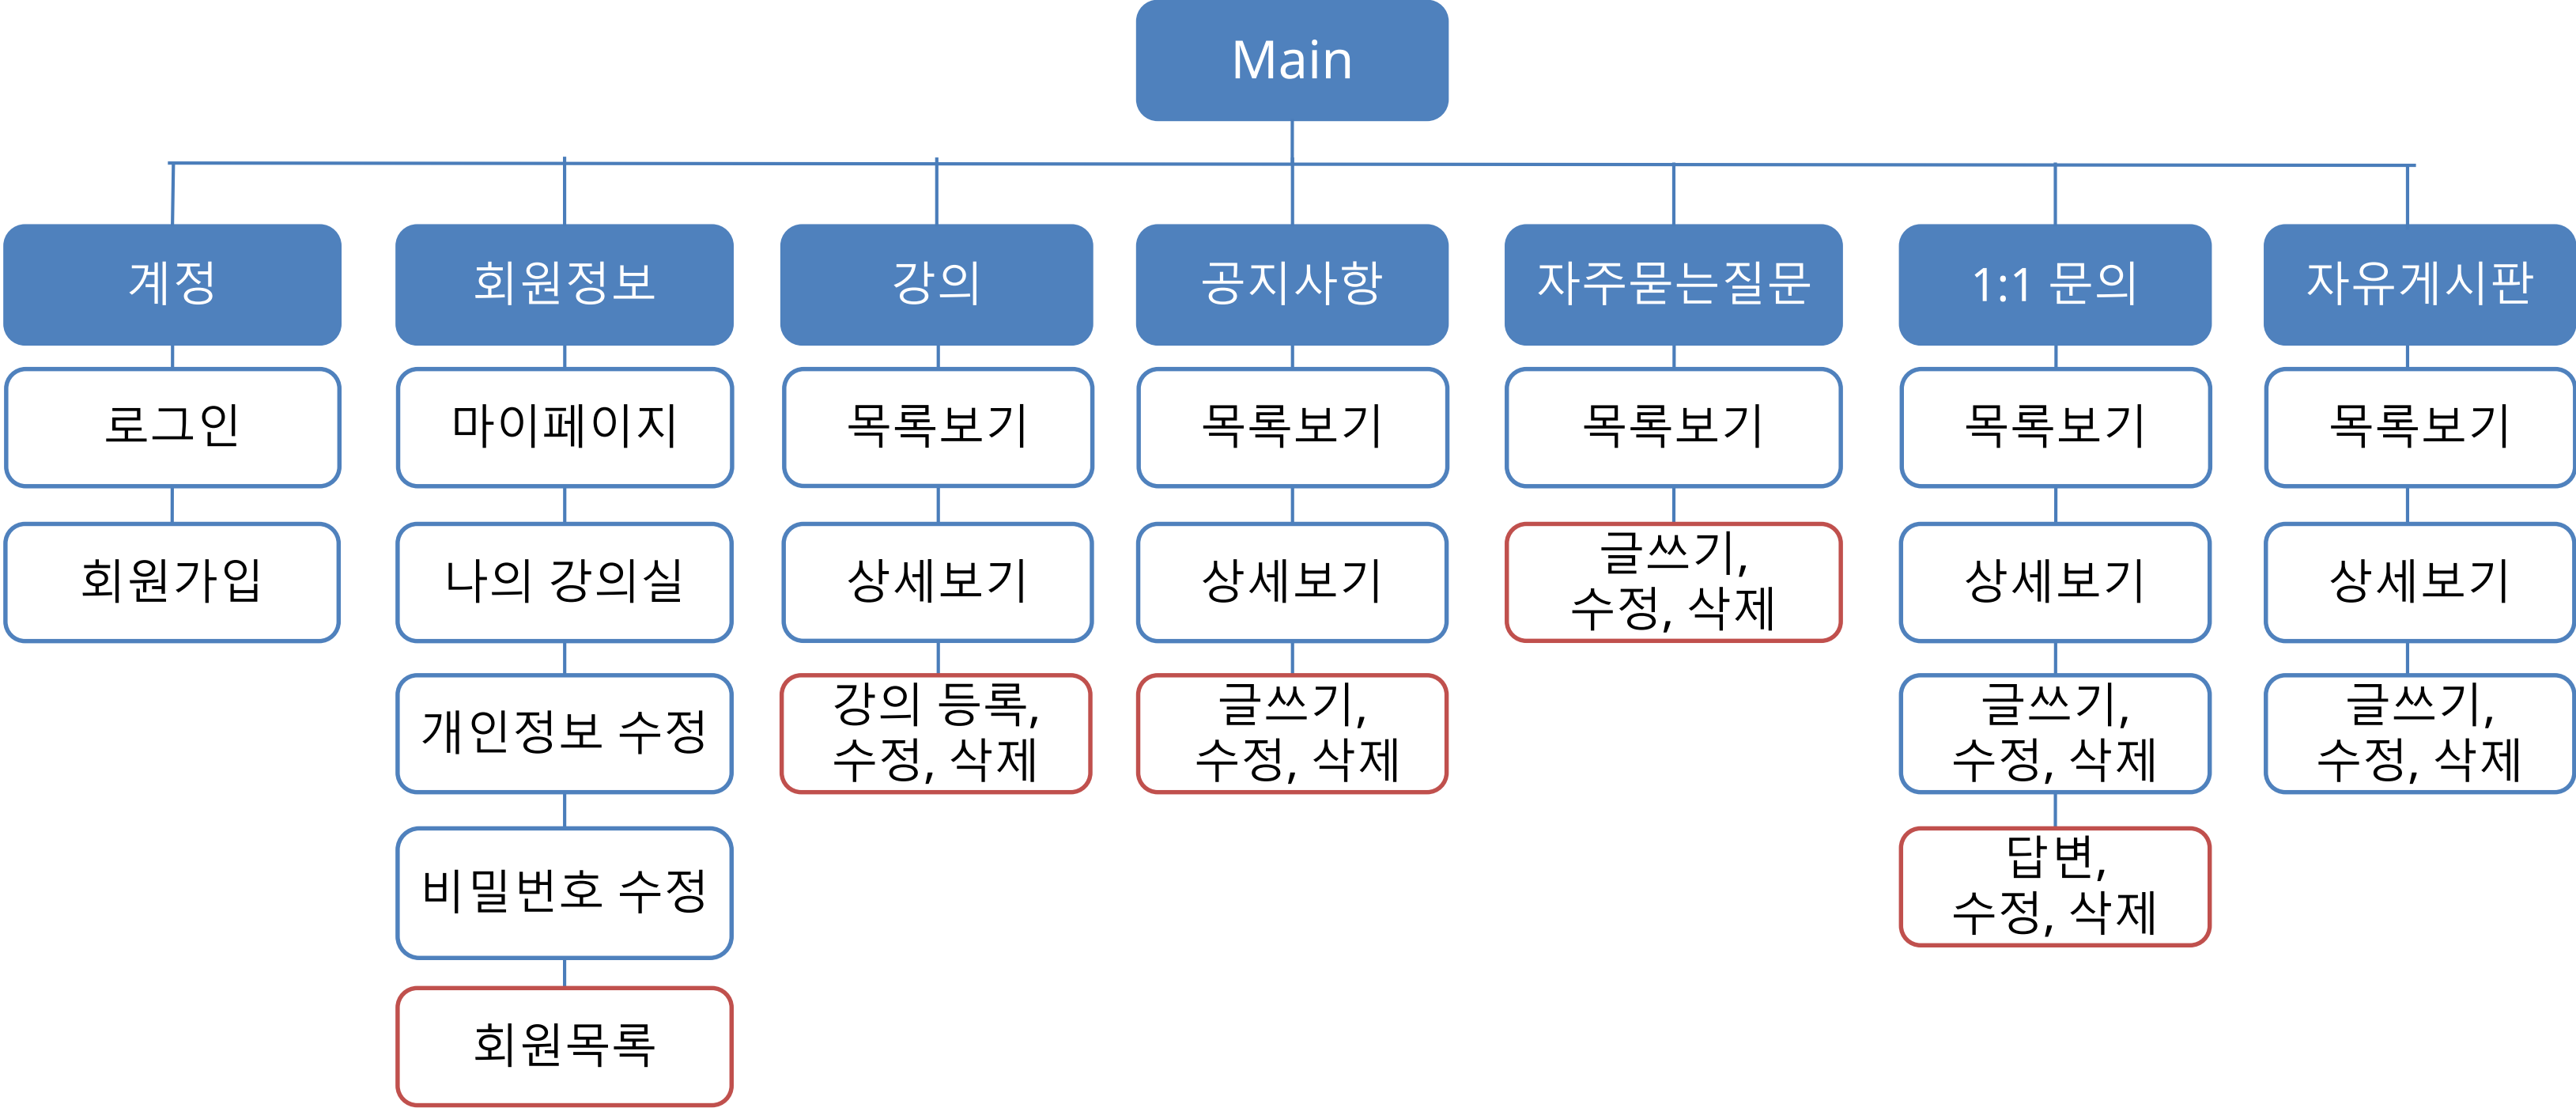 Main
계정
회원정보
강의
공지사항
자주묻는질문
1:1 문의
자유게시판
로그인
마이페이지
목록보기
목록보기
목록보기
목록보기
목록보기
회원가입
나의 강의실
상세보기
상세보기
글쓰기,
수정, 삭제
상세보기
상세보기
개인정보 수정
강의 등록,
수정, 삭제
글쓰기,
수정, 삭제
글쓰기,
수정, 삭제
글쓰기,
수정, 삭제
비밀번호 수정
답변,
수정, 삭제
회원목록